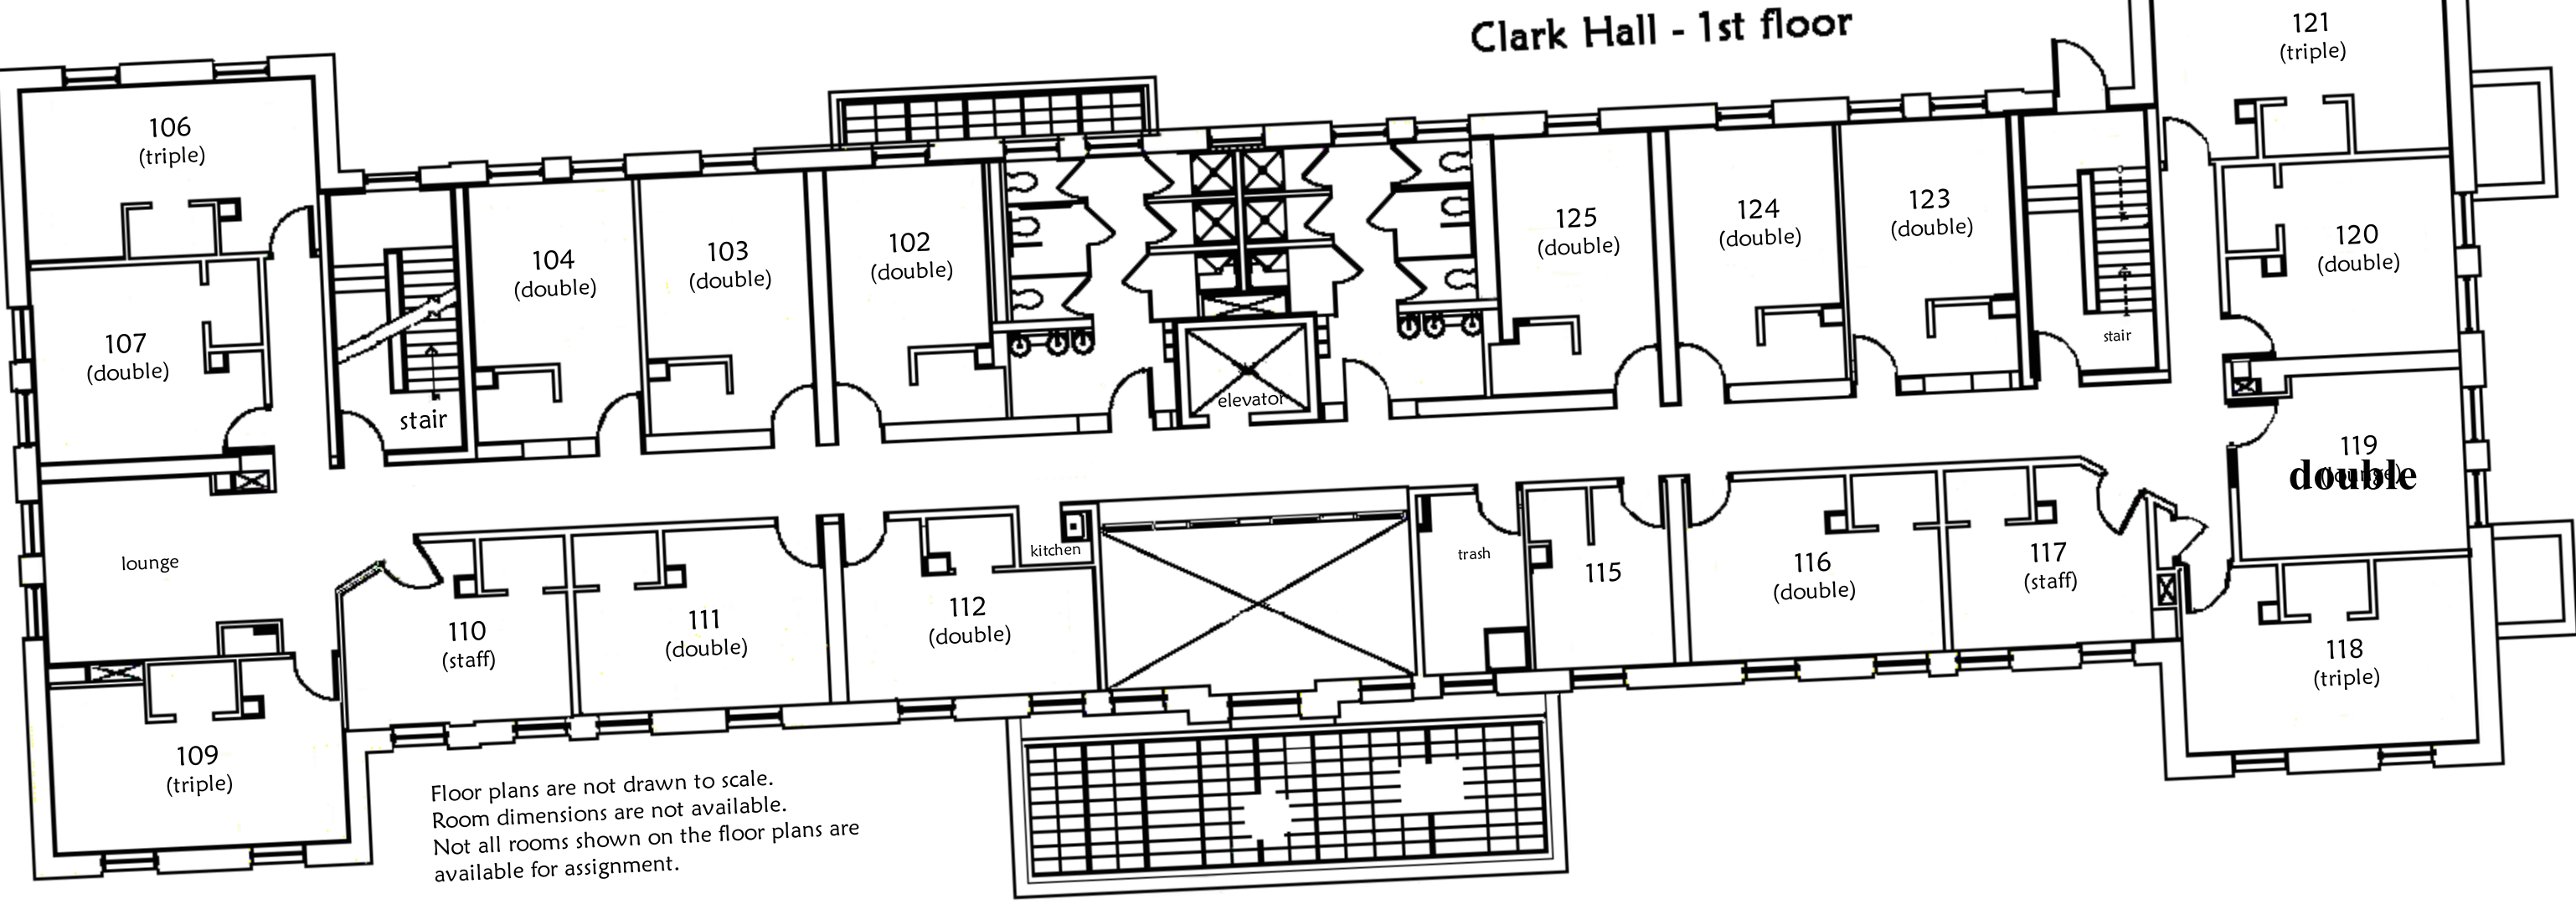 Clark Hall - 1st floor
121
(triple)
106
(triple)
104
(double)
103
(double)
102
(double)
125
(double)
124
(double)
123
(double)
120
(double)
107
(double)
stair
elevator
stair
119
double
lounge
kitchen
trash
115
116
(double)
117
(staff)
110
(staff)
111
(double)
112
(double)
118
(triple)
109
(triple)
Floor plans are not drawn to scale.
Room dimensions are not available.
Not all rooms shown on the floor plans are
available for assignment.